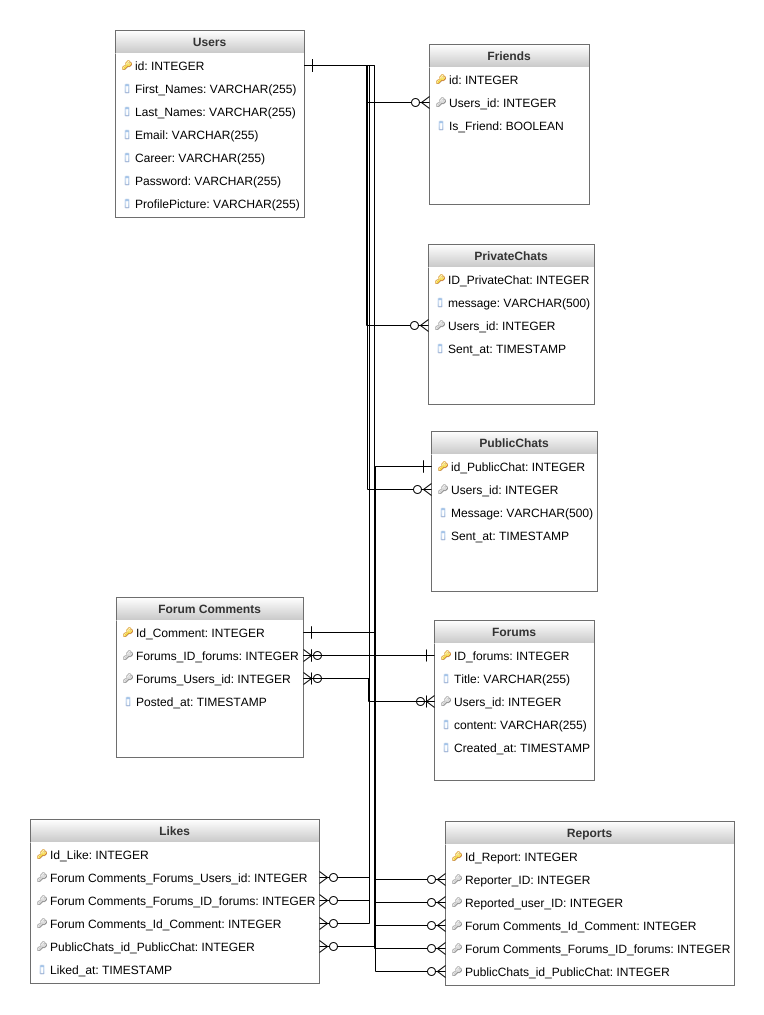 Users
id: INTEGER
First_Names: VARCHAR(255)
Last_Names: VARCHAR(255)
Email: VARCHAR(255)
Career: VARCHAR(255)
Password: VARCHAR(255)
ProfilePicture: VARCHAR(255)
Friends
id: INTEGER
Users_id: INTEGER
Is_Friend: BOOLEAN
PrivateChats
ID_PrivateChat: INTEGER
message: VARCHAR(500)
Users_id: INTEGER
Sent_at: TIMESTAMP
PublicChats
id_PublicChat: INTEGER
Users_id: INTEGER
Message: VARCHAR(500)
Sent_at: TIMESTAMP
Forum Comments
Id_Comment: INTEGER
Forums_ID_forums: INTEGER
Forums_Users_id: INTEGER
Posted_at: TIMESTAMP
Forums
ID_forums: INTEGER
Title: VARCHAR(255)
Users_id: INTEGER
content: VARCHAR(255)
Created_at: TIMESTAMP
Likes
Id_Like: INTEGER
Forum Comments_Forums_Users_id: INTEGER
Forum Comments_Forums_ID_forums: INTEGER
Forum Comments_Id_Comment: INTEGER
PublicChats_id_PublicChat: INTEGER
Liked_at: TIMESTAMP
Reports
Id_Report: INTEGER
Reporter_ID: INTEGER
Reported_user_ID: INTEGER
Forum Comments_Id_Comment: INTEGER
Forum Comments_Forums_ID_forums: INTEGER
PublicChats_id_PublicChat: INTEGER